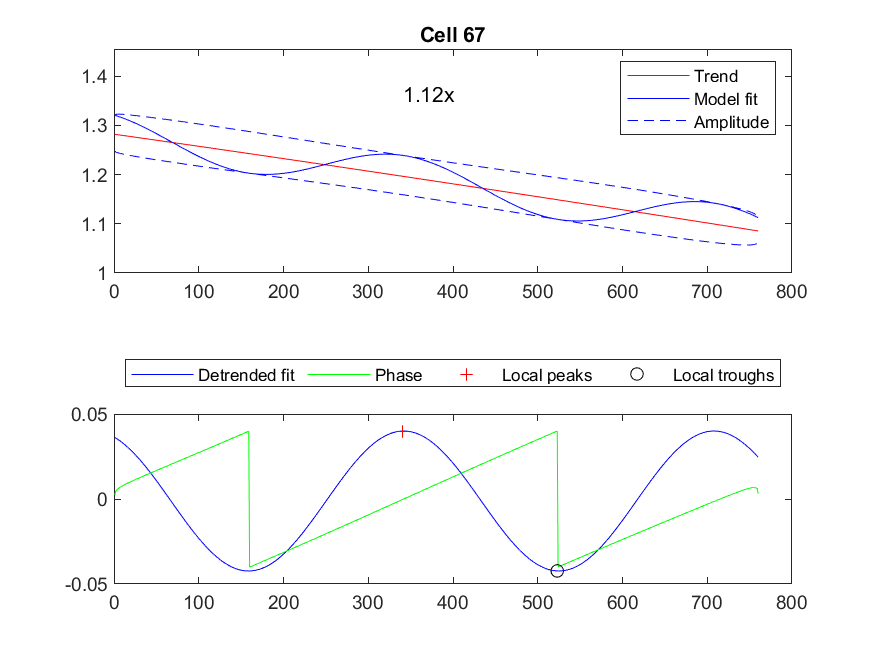 Cell 67
1.12x
Trend
Model fit
Amplitude
1.4
1.3
1.2
1.1
1
0 100 200 300 400 500 600 700 800
Detrended fit Phase Local peaks Local troughs
0.05
0
-0.05
0 100 200 300 400 500 600 700 800